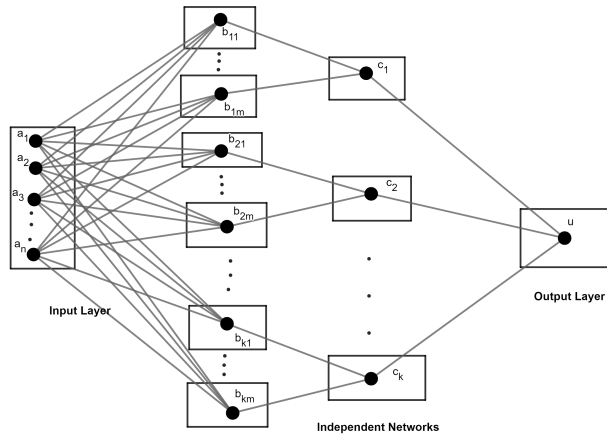 b11
c1
b1m
a1
b21
a2
c2
a3
b2m
u
an
Input Layer
Output Layer
bk1
ck
bkm
Independent Networks